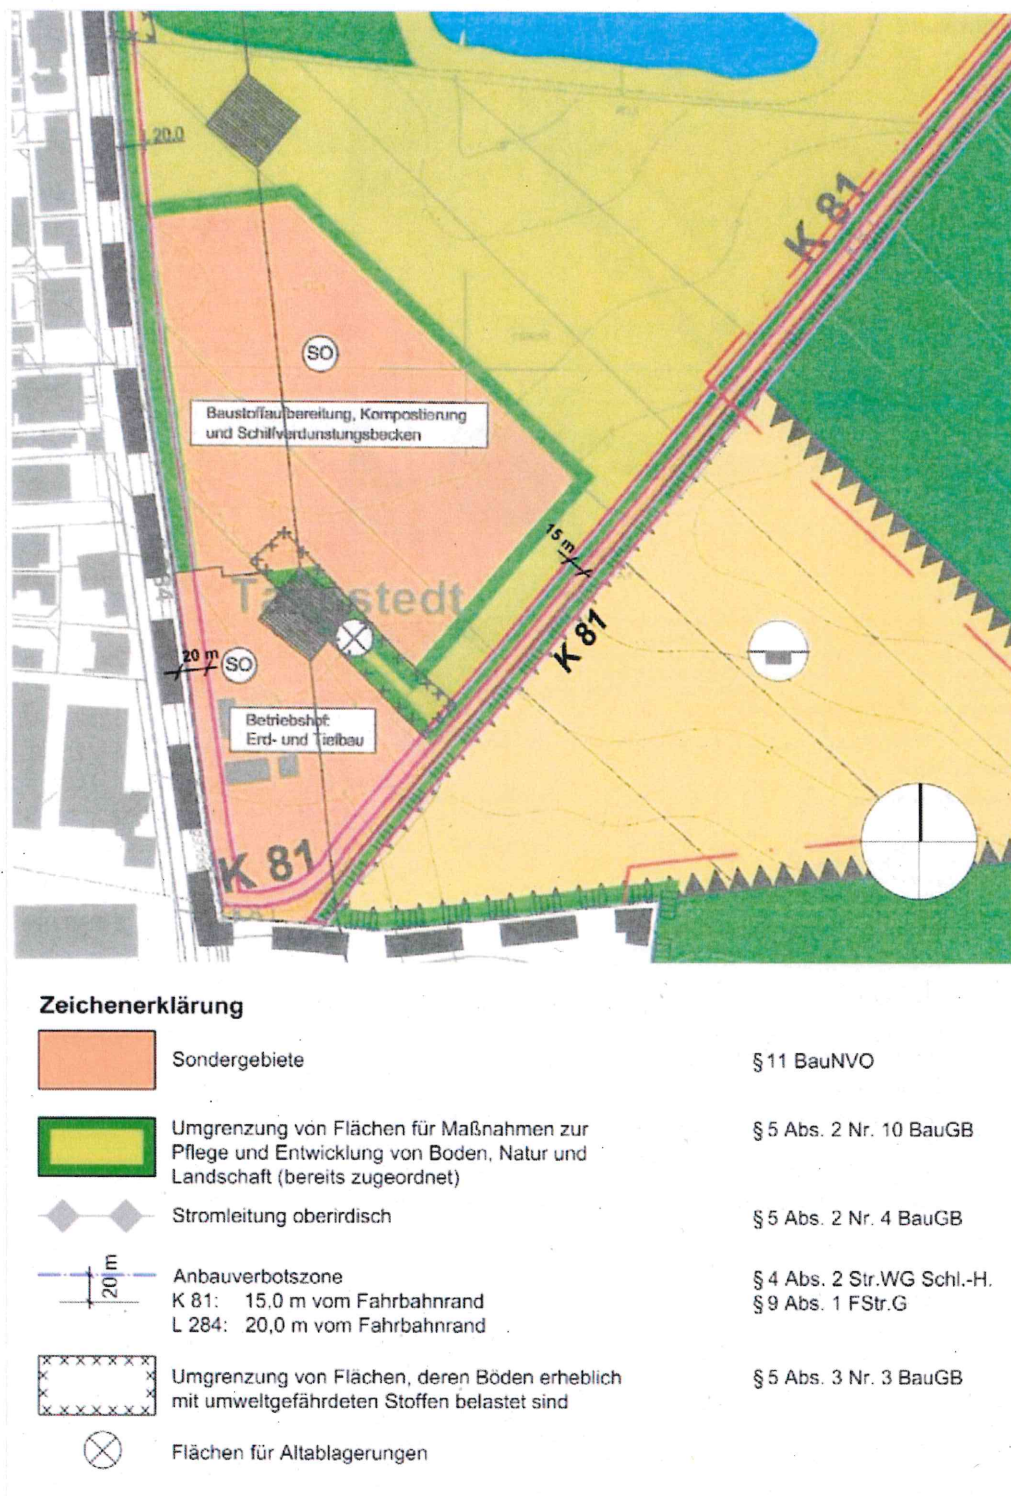 20,0
K 81
SO
Baustoffaufbereitung, Kompostierung
und Schilfverdunstungsbecken
15 m
K 81
20 m
SO
Betriebshof:
Erd- und Tiefbau
K 81
Zeichenerklärung
Sondergebiete
§ 11 BauNVO
Umgrenzung von Flächen für Maßnahmen zur
Pflege und Entwicklung von Boden, Natur und
Landschaft (bereits zugeordnet)
§ 5 Abs. 2 Nr. 10 BauGB
Stromleitung oberirdisch
§ 5 Abs. 2 Nr. 4 BauGB
20 m
Anbauverbotszone
K 81: 15,0 m vom Fahrbahnrand
L 284: 20,0 m vom Fahrbahnrand
§ 4 Abs. 2 Str.WG Schl.-H.
§ 9 Abs. 1 FStr.G
Umgrenzung von Flächen, deren Böden erheblich
mit umweltgefährdeten Stoffen belastet sind
§ 5 Abs. 3 Nr. 3 BauGB
Flächen für Altablagerungen